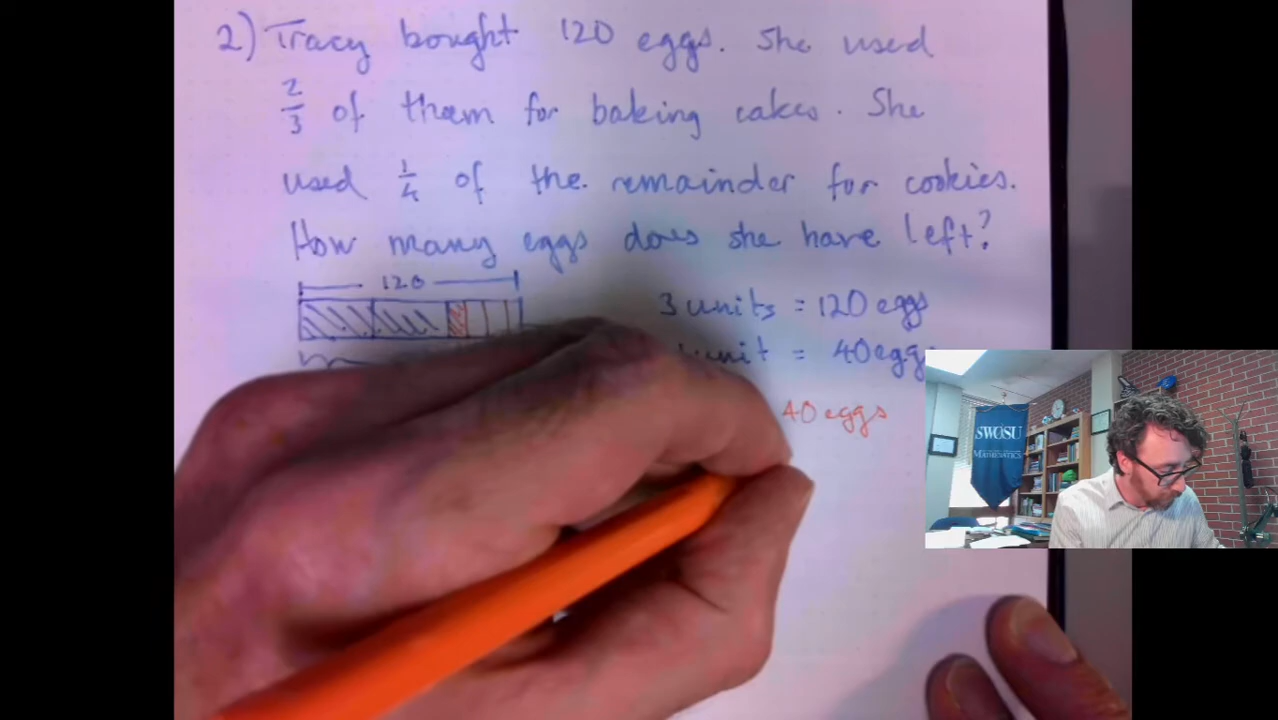 2) Tracy bought 120 eggs. She used
2/3 of them for baking cakes. She
used 1/4 of the remainder for cookies.
How many eggs does she have left?
120
3 units = 120 eggs
unit = 40 eggs
40 eggs
SWOSU
MATHEMATICS